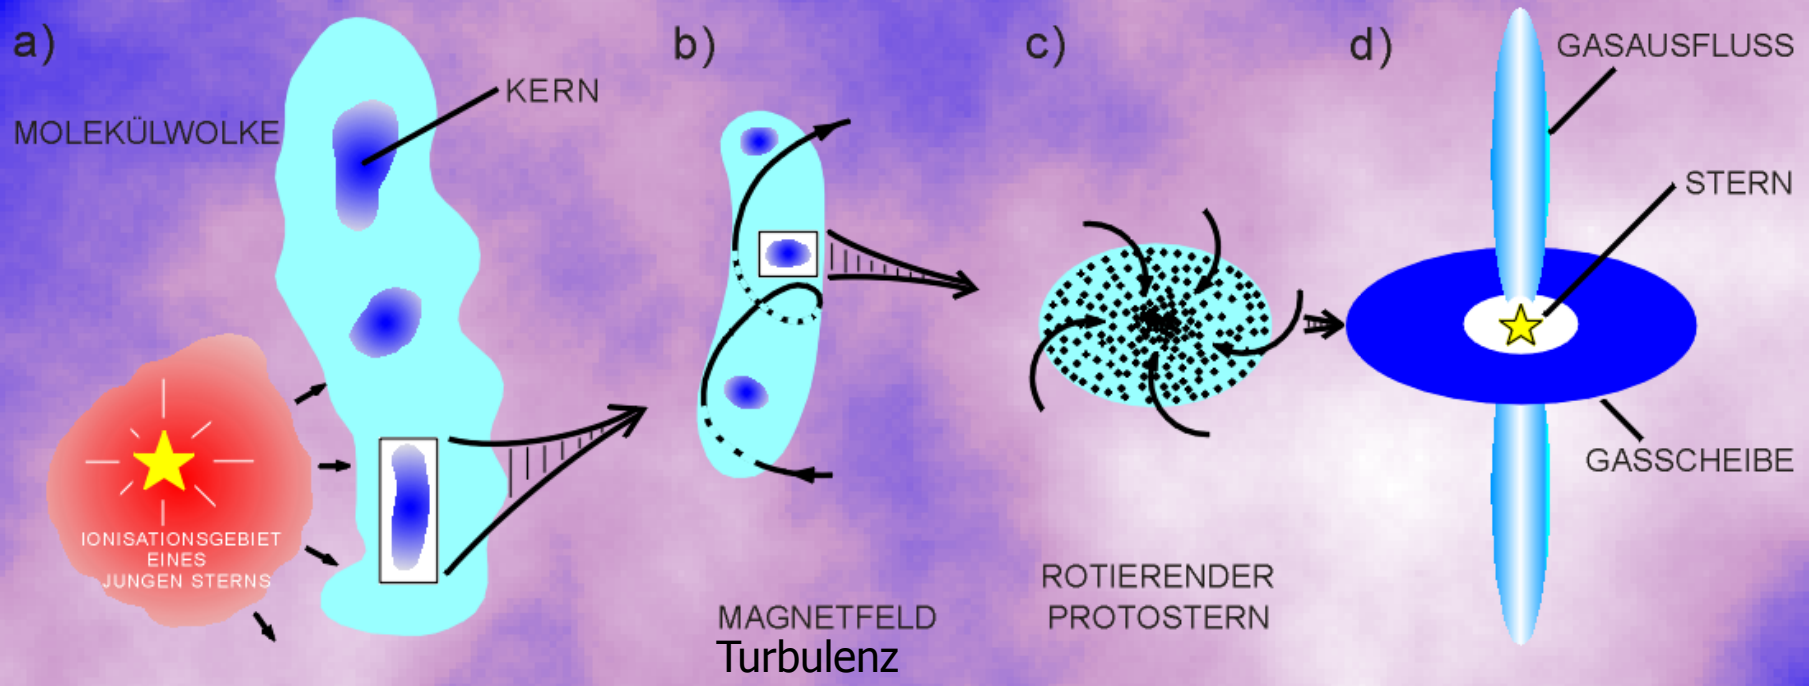 a)
KERN
MOLEKÜLWOLKE
IONISATIONSGEBIET
EINES
JUNGEN STERNS
b)
MAGNETFELD
Turbulenz
c)
ROTIERENDER
PROTOSTERN
d)
GASAUSFLUSS
STERN
GASSCHEIBE